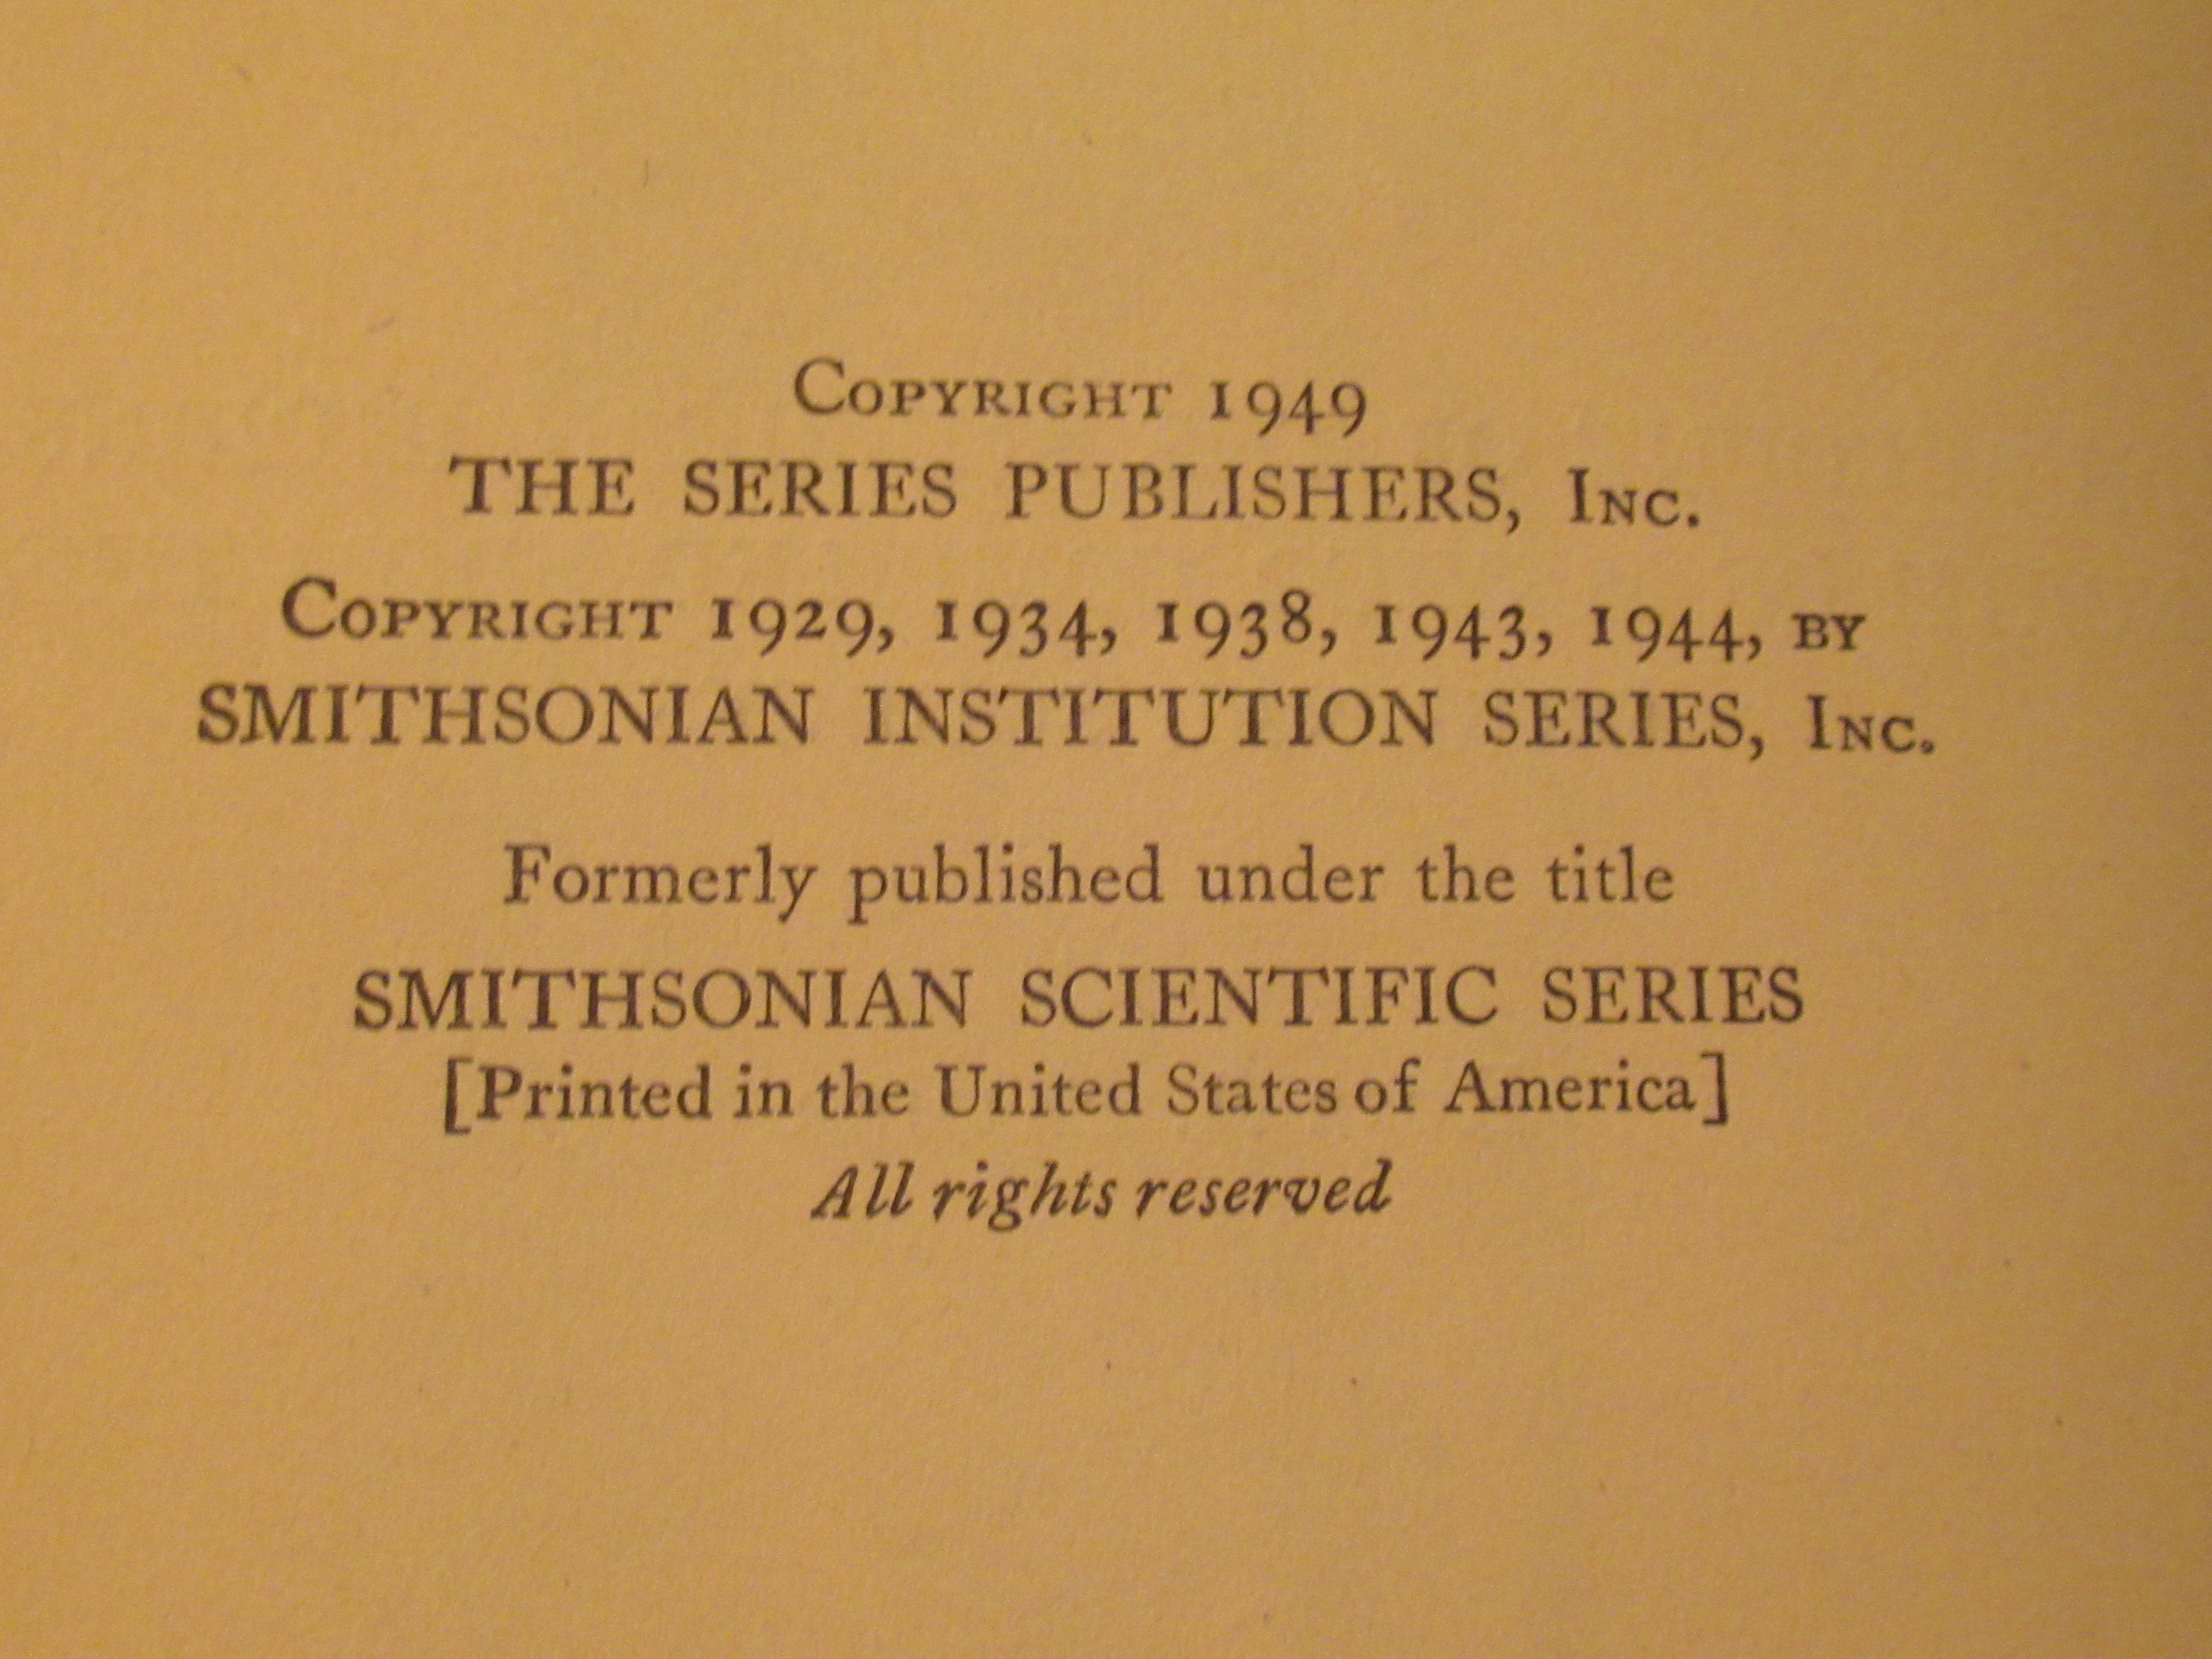 Copyright 1949
THE SERIES PUBLISHERS, Inc.
Copyright 1929, 1934, 1938, 1943, 1944, by
SMITHSONIAN INSTITUTION SERIES, Inc.
Formerly published under the title
SMITHSONIAN SCIENTIFIC SERIES
[Printed in the United States of America]
All rights reserved